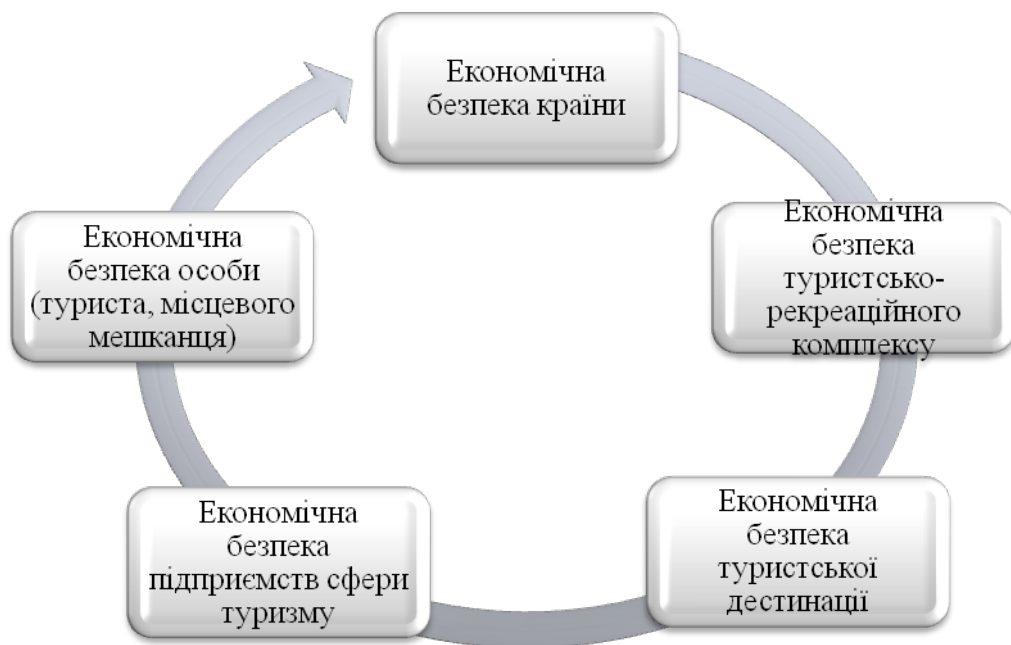 Економічна
безпека країни
Економічна
безпека
туристсько-
рекреаційного
комплексу
Економічна
безпека
туристської
дестинації
Економічна
безпека
підприємств сфери
туризму
Економічна
безпека особи
(туриста, місцевого
мешканця)